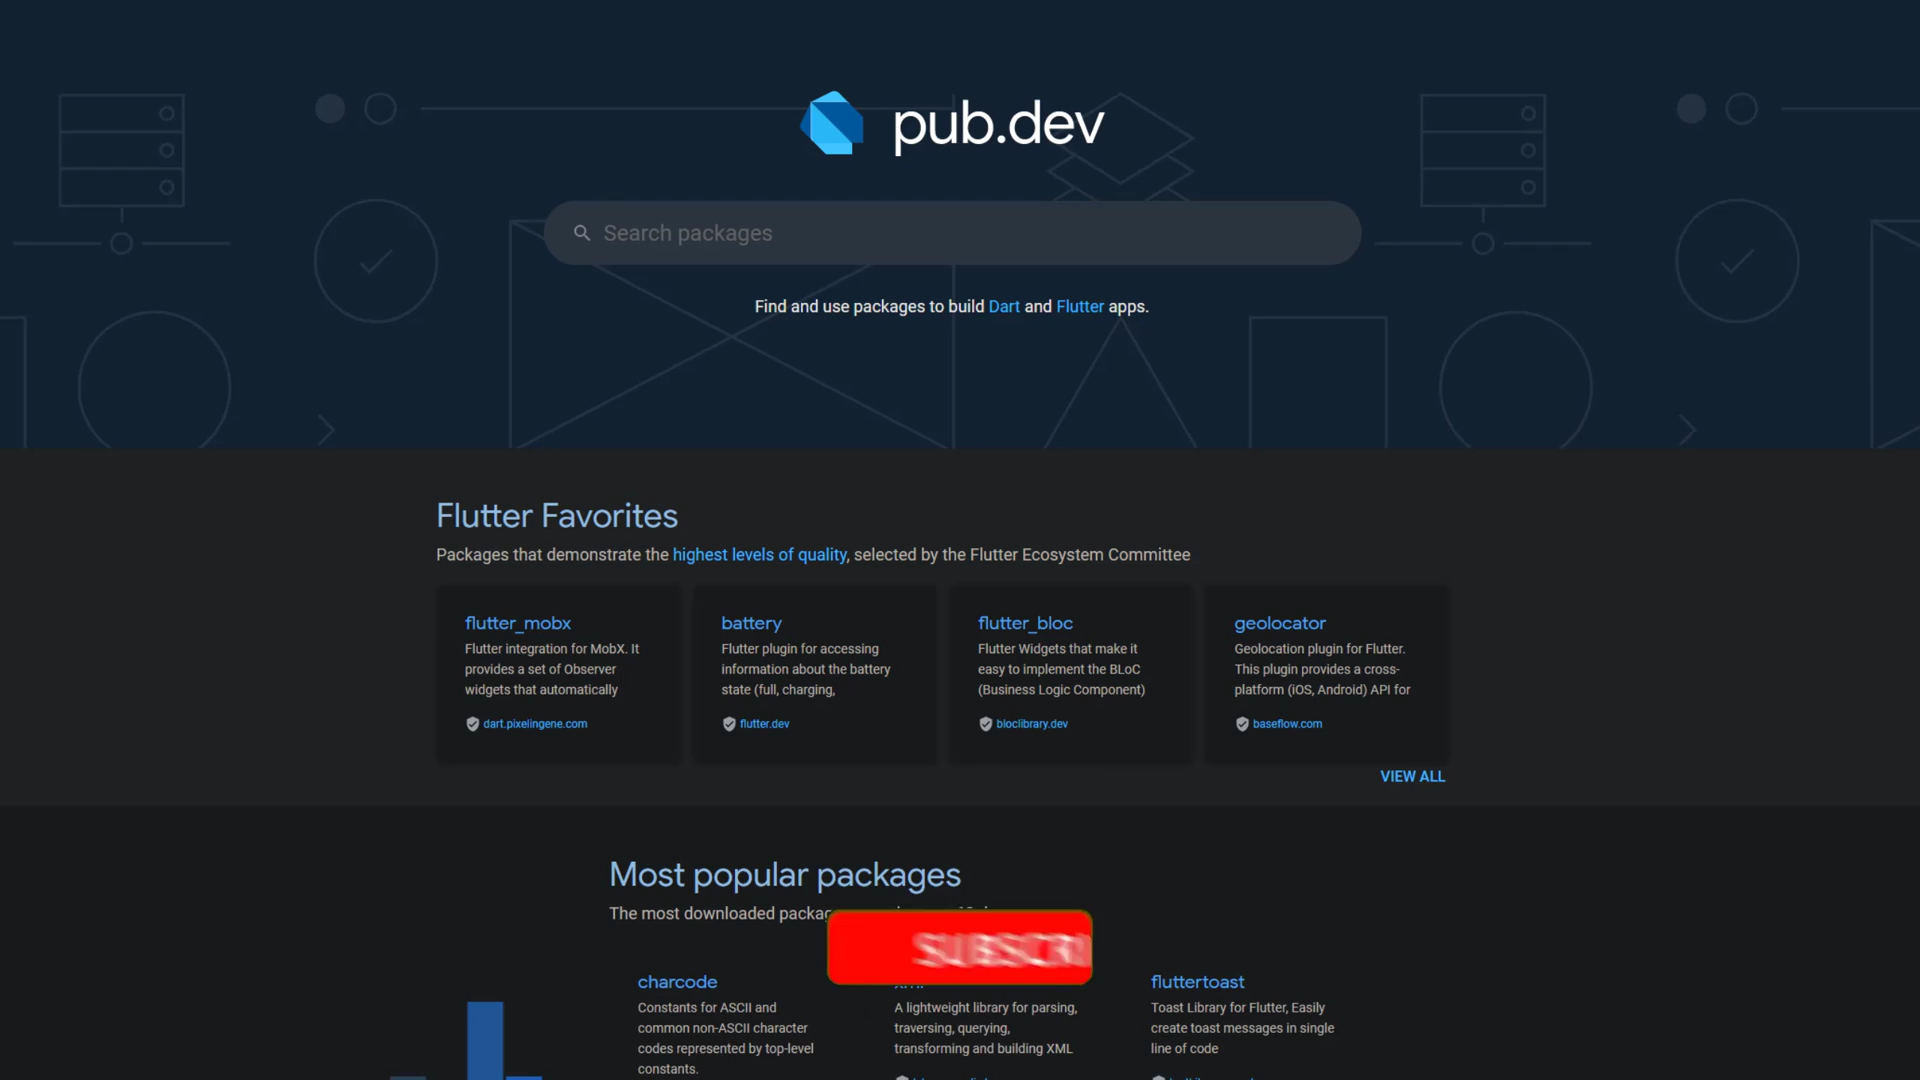 pub.dev
Search packages
Find and use packages to build Dart and Flutter apps.
Flutter Favorites
Packages that demonstrate the highest levels of quality, selected by the Flutter Ecosystem Committee
flutter_mobx
Flutter integration for MobX. It
provides a set of Observer
widgets that automatically
dart.pixelingene.com
battery
Flutter plugin for accessing
information about the battery
state (full, charging,
flutter.dev
flutter_bloc
Flutter Widgets that make it
easy to implement the BLoC
(Business Logic Component)
bloclibrary.dev
geolocator
Geolocation plugin for Flutter.
This plugin provides a cross-
platform (iOS, Android) API for
baseflow.com
VIEW ALL
Most popular packages
The most downloaded
SUBSCRI
charcode
Constants for ASCII and
common non-ASCII character
codes represented by top-level
constants.
A lightweight library for parsing,
traversing, querying,
transforming and building XML
fluttertoast
Toast Library for Flutter, Easily
create toast messages in single
line of code